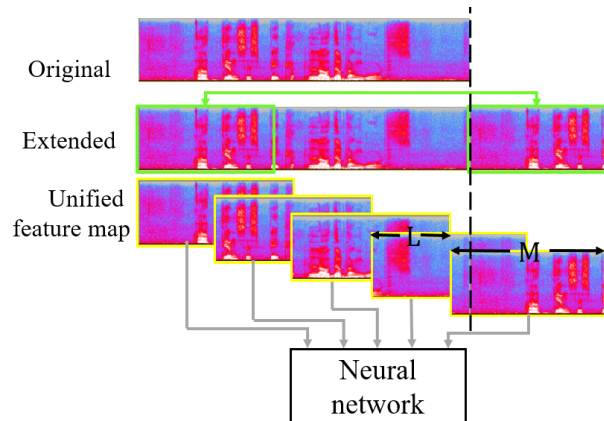 Original
Extended
Unified
feature map
L
M
Neural
network